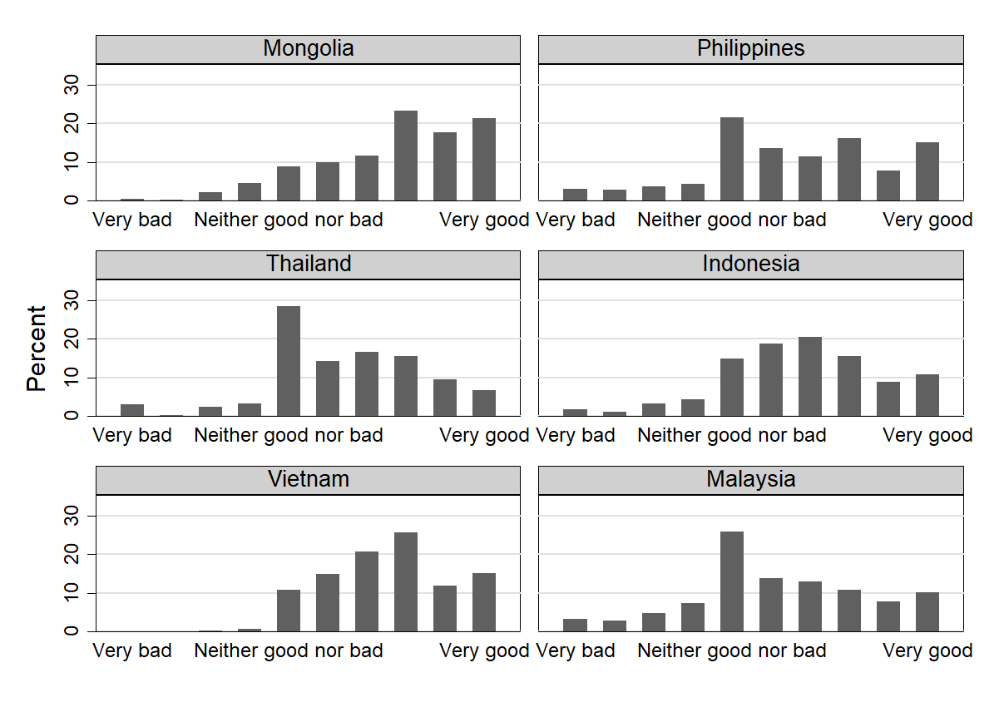 Mongolia
Philippines
30
20
10
0
Very bad
Neither good nor bad
Very good
Very bad
Neither good nor bad
Very good
Thailand
Indonesia
30
20
10
0
Very bad
Neither good nor bad
Very good
Very bad
Neither good nor bad
Very good
Vietnam
Malaysia
30
20
10
0
Very bad
Neither good nor bad
Very good
Very bad
Neither good nor bad
Very good
Percent